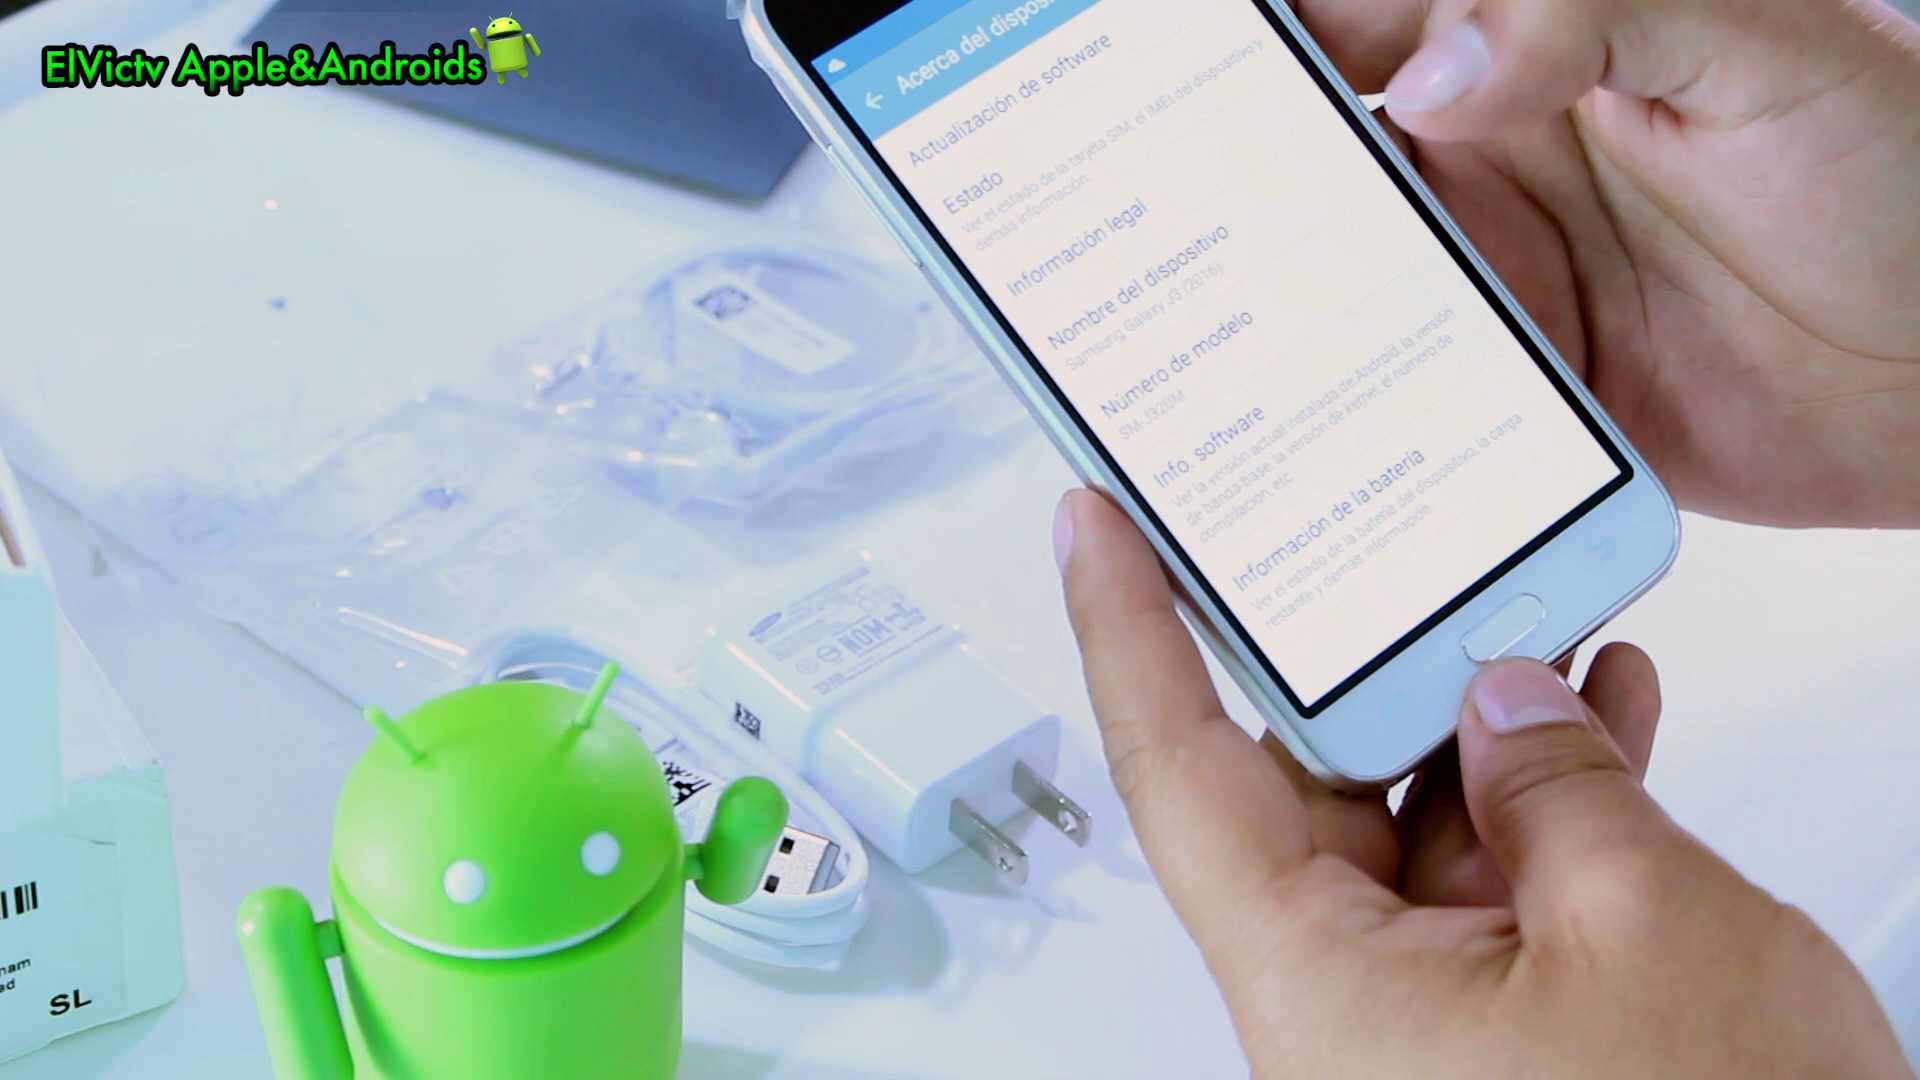 ElVictv Apple&Androids
Acerca del disposi
Actualización de software
Estado
Ver el estado de la tarjeta SIM, el IMEI del dispositivo y
demás información.
Información legal
Nombre del dispositivo
Samsung Galaxy J3 (2016)
Número de modelo
SM-J320M
Info. software
Ver la versión actual instalada de Android, la versión
de banda base, la versión de kernel, el número de
compilación, etc.
Información de la batería
Ver el estado de la batería del dispositivo, la carga
restante y demás información.
NOM
nam
ed
SL